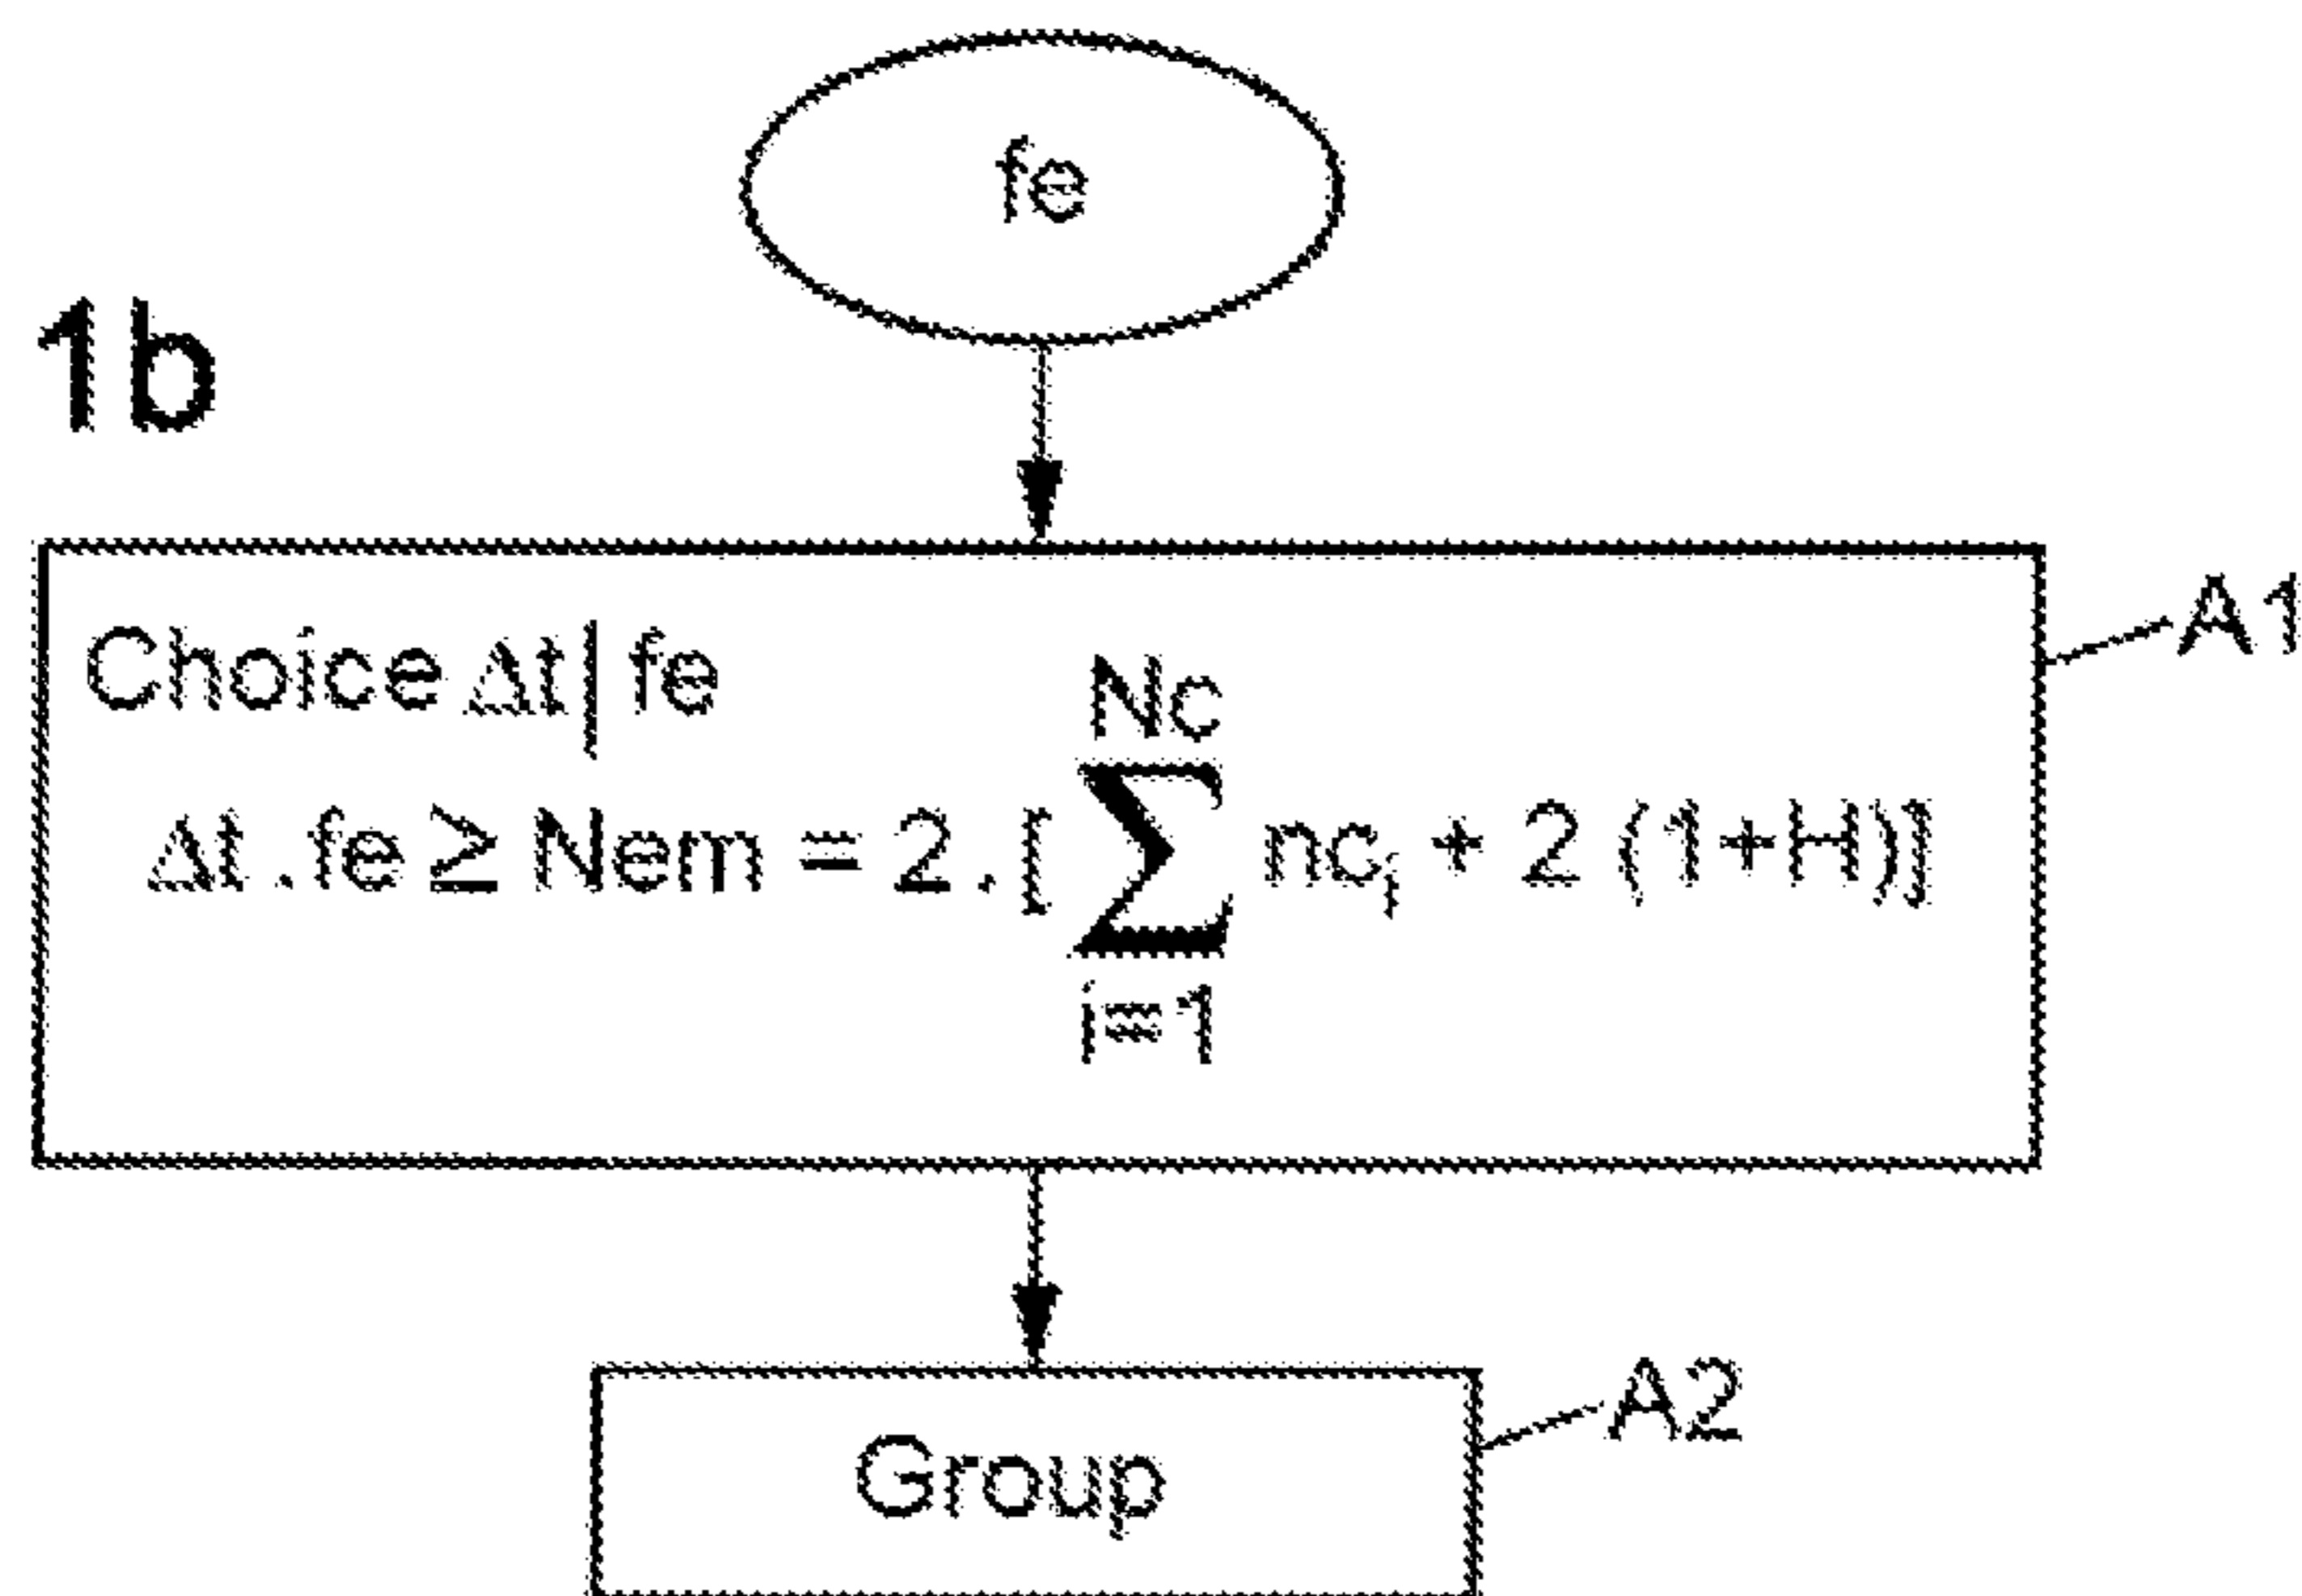 fe
1b
Choice Δt| fe
A1
Nc
Δt . fe ≥ Nem = 2 . [ ∑ nci + 2 (1+H)]
i=1
Group
A2